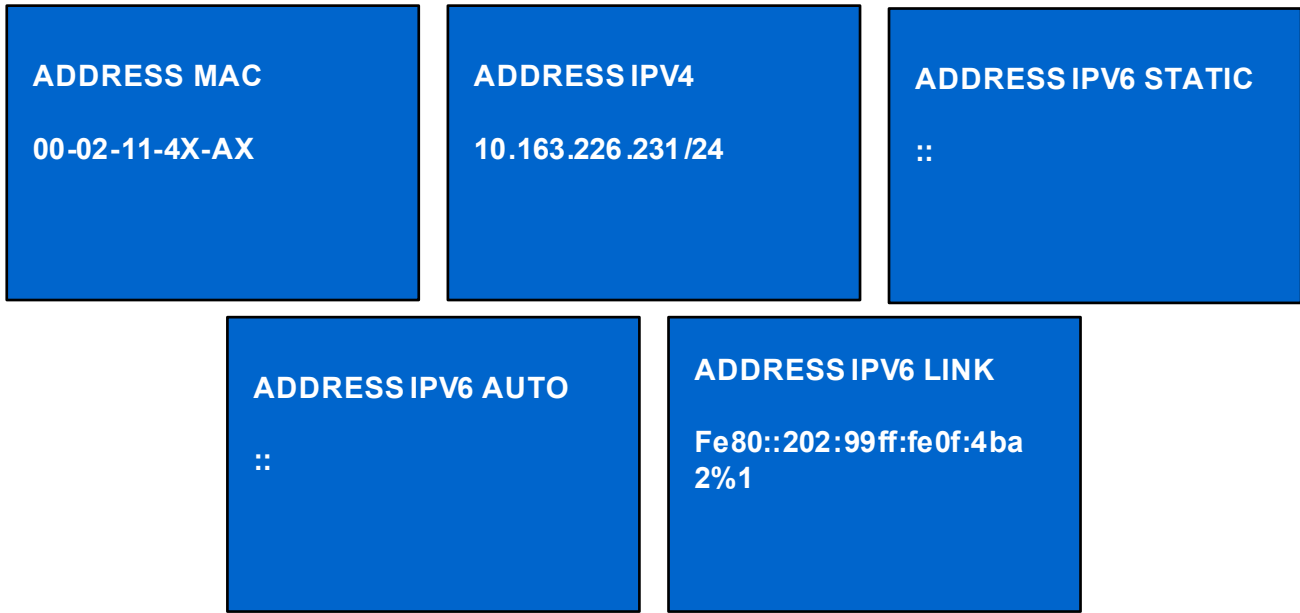 ADDRESS MAC
00-02-11-4X-AX
ADDRESS IPV4
10.163.226.231/24
ADDRESS IPV6 STATIC
::
ADDRESS IPV6 AUTO
::
ADDRESS IPV6 LINK
Fe80::202:99ff:fe0f:4ba
2%1